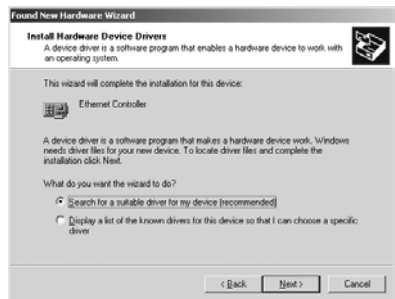 Found New Hardware Wizard
Install Hardware Device Drivers
A device driver is a software program that enables a hardware device to work with
an operating system.
This wizard will complete the installation for this device:
Ethernet Controller
A device driver is a software program that makes a hardware device work. Windows
needs driver files for your new device. To locate driver files and complete the
installation click Next.
What do you want the wizard to do?
Search for a suitable driver for my device (recommended)
Display a list of the known drivers for this device so that I can choose a specific
driver
< Back Next > Cancel